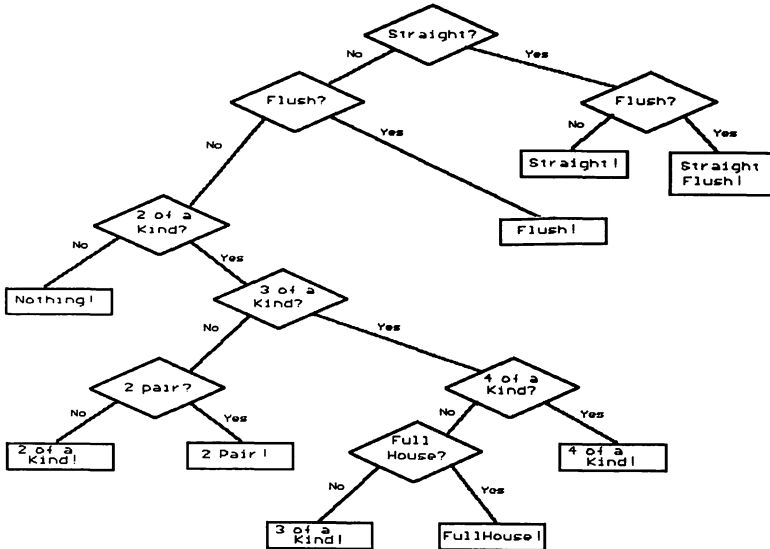 Straight?
No
Yes
Flush?
Flush?
No
Yes
No
Yes
Straight!
Straight
Flush!
2 of a
Kind?
Flush!
No
Yes
Nothing!
3 of a
Kind?
No
Yes
2 pair?
4 of a
Kind?
No
Yes
No
Yes
2 of a
Kind!
2 Pair!
Full
House?
4 of a
Kind!
No
Yes
3 of a
Kind!
FullHouse!